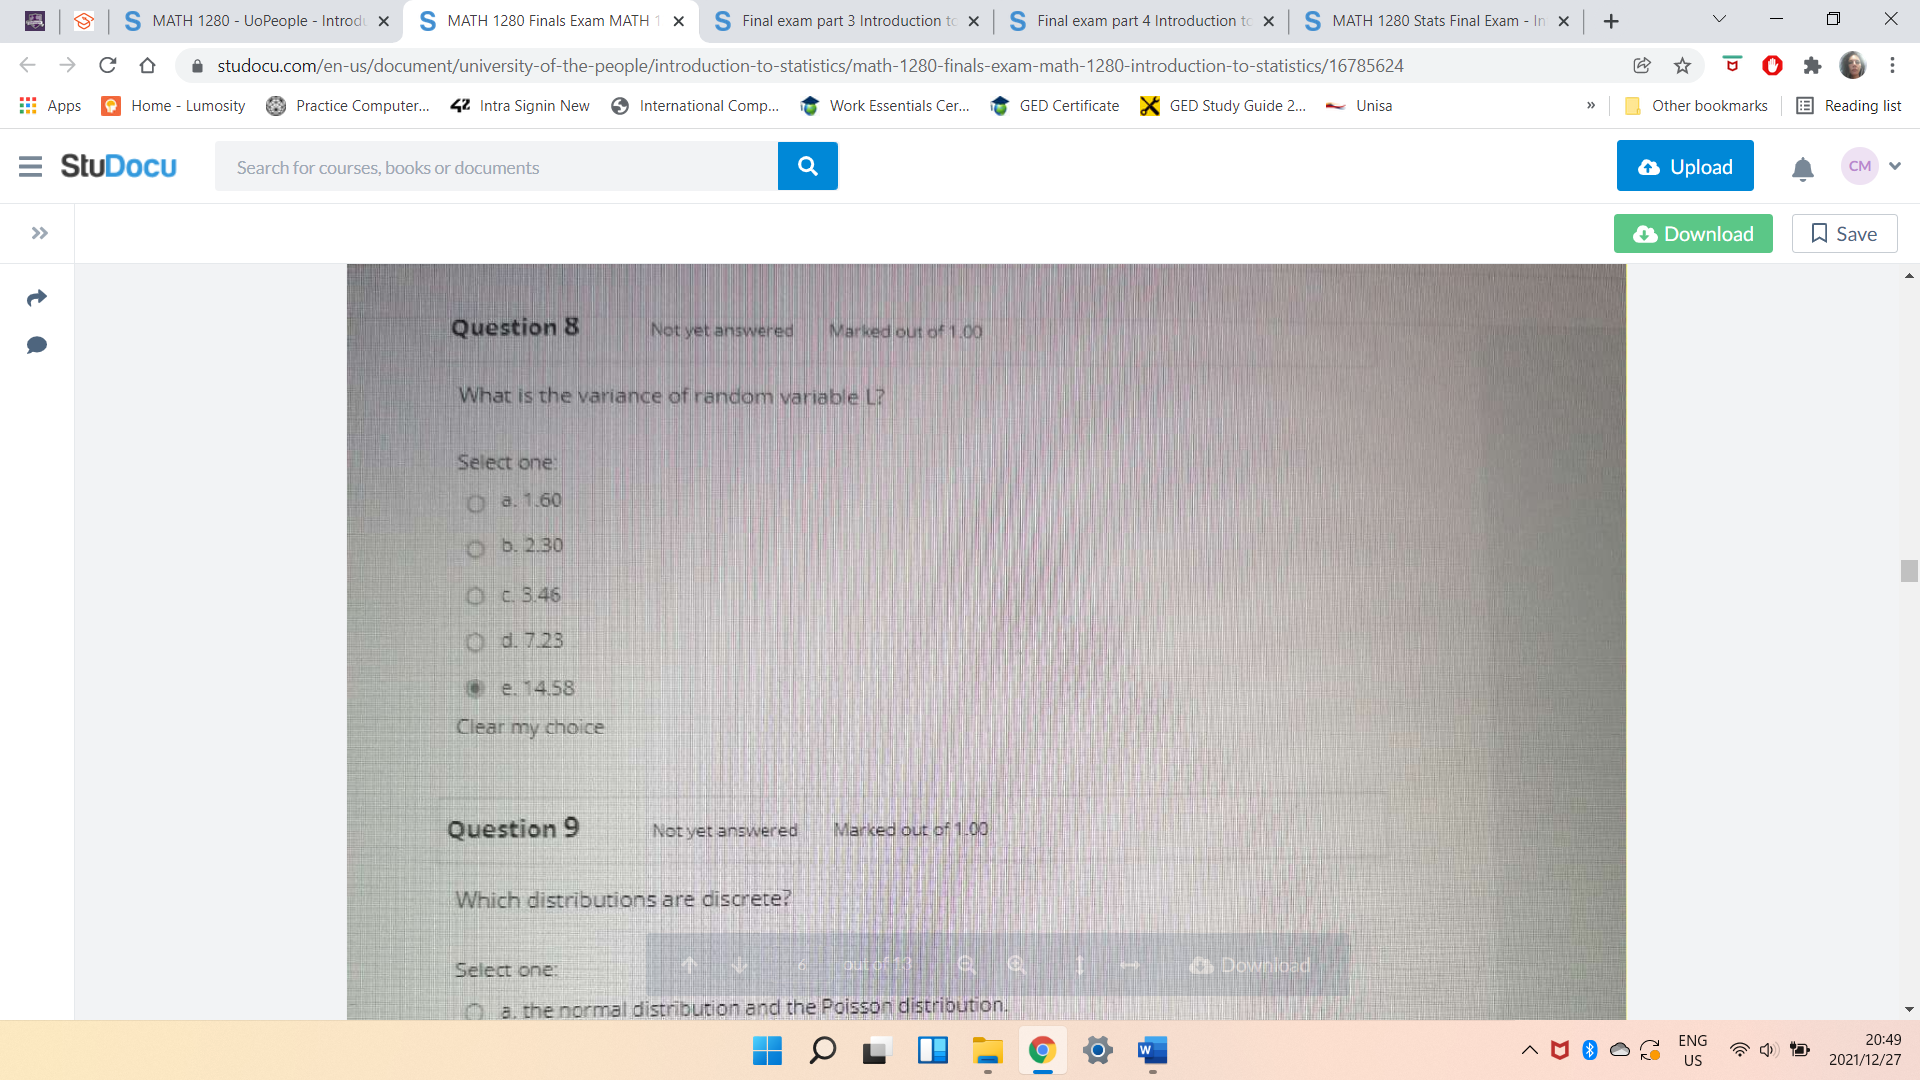 MATH 1280 - UoPeople - Introdu
MATH 1280 Finals Exam MATH 1
Final exam part 3 Introduction to
Final exam part 4 Introduction to
MATH 1280 Stats Final Exam - In
studocu.com/en-us/document/university-of-the-people/introduction-to-statistics/math-1280-finals-exam-math-1280-introduction-to-statistics/16785624
Apps
Home - Lumosity
Practice Computer...
Intra Signin New
International Comp...
Work Essentials Cer...
GED Certificate
GED Study Guide 2...
Unisa
»
Other bookmarks
Reading list
StuDocu
Search for courses, books or documents
Upload
CM
Download
Save
Question 8 Not yet answered Marked out of 1.00
What is the variance of random variable L?
Select one:
a. 1.60
b. 2.30
c. 3.46
d. 7.23
e. 14.58
Clear my choice
Question 9 Not yet answered Marked out of 1.00
Which distributions are discrete?
Select one:
6 out of 13 Download
a. the normal distribution and the Poisson distribution.
ENG
US
20:49
2021/12/27